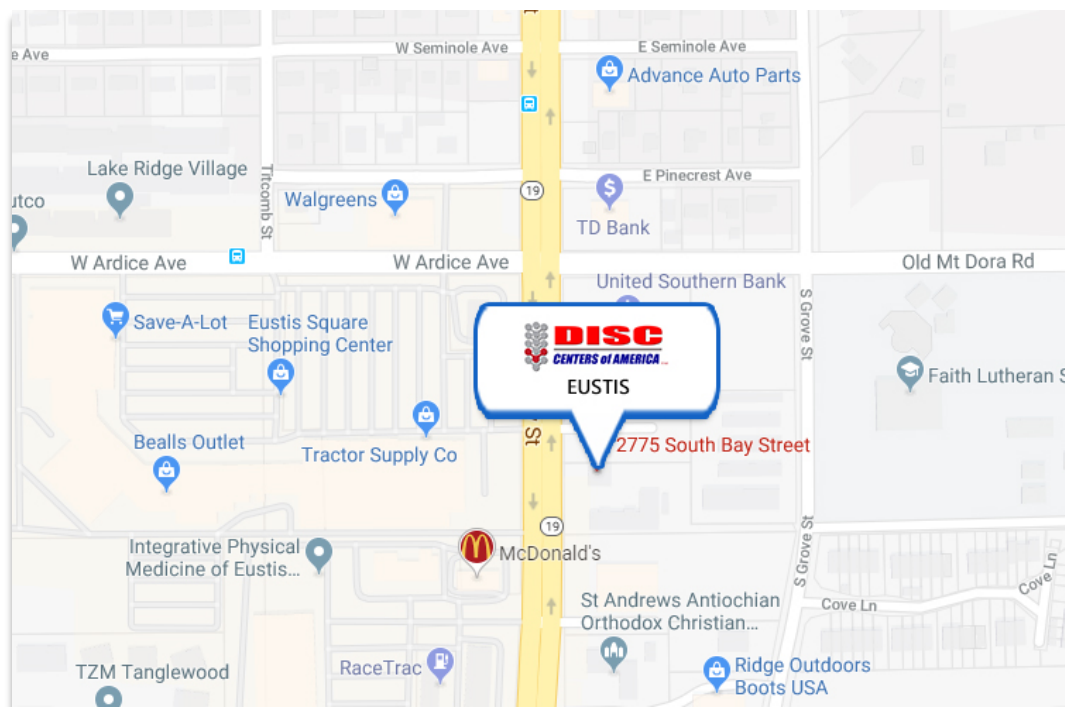 e Ave
W Seminole Ave
E Seminole Ave
Advance Auto Parts
Lake Ridge Village
Titcomb St
Walgreens
19
E Pinecrest Ave
$
TD Bank
W Ardice Ave
W Ardice Ave
Old Mt Dora Rd
United Southern Bank
S Grove St
Save-A-Lot
Eustis Square
Shopping Center
DISC
CENTERS of AMERICA
EUSTIS
Faith Lutheran S
Bealls Outlet
Tractor Supply Co
St
2775 South Bay Street
19
Integrative Physical
Medicine of Eustis...
McDonald's
S Grove St
Cove Ln
Cove Ln
St Andrews Antiochian
Orthodox Christian...
RaceTrac
Ridge Outdoors
Boots USA
TZM Tanglewood